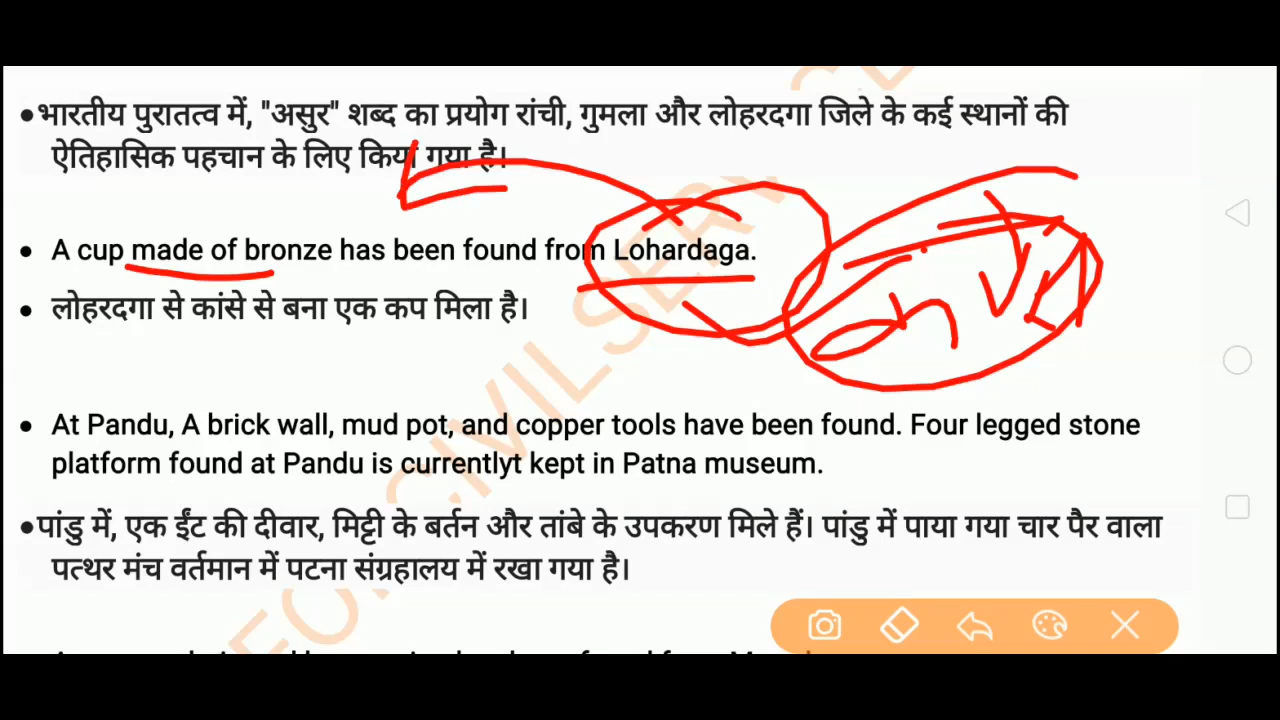 •भारतीय पुरातत्व में, "असुर" शब्द का प्रयोग रांची, गुमला और लोहरदगा जिले के कई स्थानों की
ऐतिहासिक पहचान के लिए किया गया है।
• A cup made of bronze has been found from Lohardaga.
• लोहरदगा से कांसे से बना एक कप मिला है।
• At Pandu, A brick wall, mud pot, and copper tools have been found. Four legged stone
platform found at Pandu is currentlyt kept in Patna museum.
•पांडु में, एक ईंट की दीवार, मिट्टी के बर्तन और तांबे के उपकरण मिले हैं। पांडु में पाया गया चार पैर वाला
पत्थर मंच वर्तमान में पटना संग्रहालय में रखा गया है।